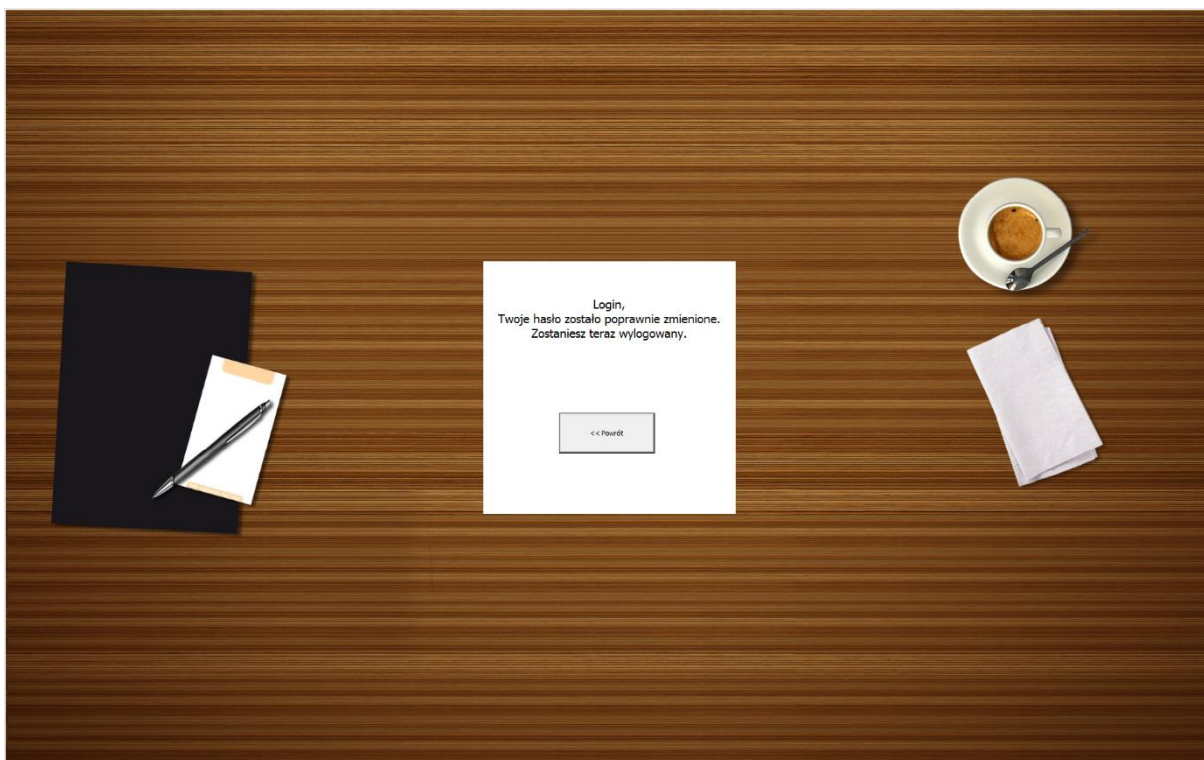 Login,
Twoje hasło zostało poprawnie zmienione.
Zostaniesz teraz wylogowany.
<< Powrót